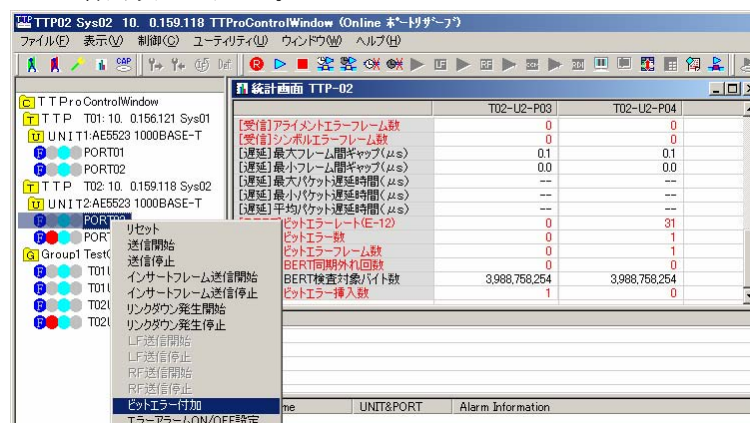 TTP02 Sys02 10. 0.159.118 TTProControlWindow (Online ﾎﾟｰﾄﾘｻﾞｰﾌﾞ)
ファイル(F) 表示(V) 制御(C) ユーティリティ(U) ウィンドウ(W) ヘルプ(H)
CAP Def LF RF
統計画面 TTP-02
T02-U2-P03 T02-U2-P04
[受信]アライメントエラーフレーム数 0 0
[受信]シンボルエラーフレーム数 0 0
[遅延]最大フレーム間ギャップ(μs) 0.1 0.1
[遅延]最小フレーム間ギャップ(μs) 0.0 0.0
[遅延]最大パケット遅延時間(μs) -- --
[遅延]最小パケット遅延時間(μs) -- --
[遅延]平均パケット遅延時間(μs) -- --
ビットエラーレート(E-12) 0 31
ビットエラー数 0 1
ビットエラーフレーム数 0 1
BERT同期外れ回数 0 0
BERT検査対象バイト数 3,988,758,254 3,988,758,254
ビットエラー挿入数 1 0
C TTProControlWindow
T TTP T01: 10. 0.156.121 Sys01
U UNIT1:AE5523 1000BASE-T
P PORT01
P PORT02
T TTP T02: 10. 0.159.118 Sys02
U UNIT2:AE5523 1000BASE-T
P
P POR
G Group1 Test(
P T01U
P T01U
P T02U
P T02U
リセット
送信開始
送信停止
インサートフレーム送信開始
インサートフレーム送信停止
リンクダウン発生開始
リンクダウン発生停止
LF送信開始
LF送信停止
RF送信開始
RF送信停止
ビットエラー付加
エラーアラームON/OFF設定
me UNIT&PORT Alarm Information